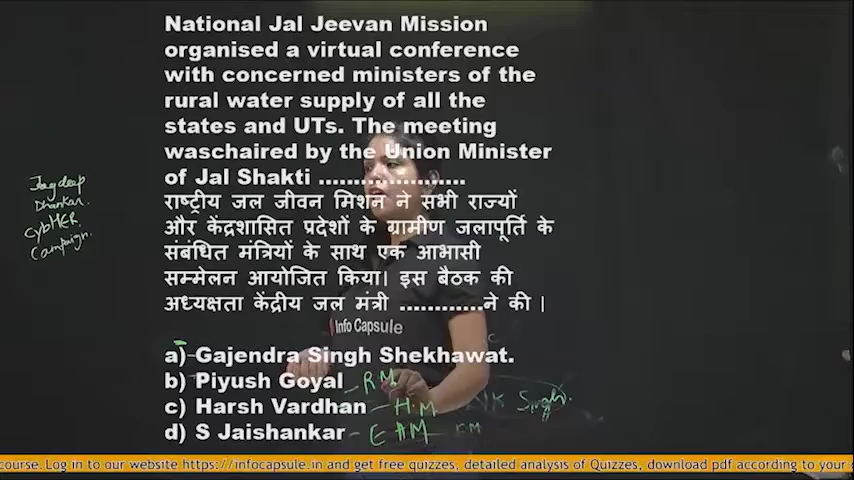 National Jal Jeevan Mission
organised a virtual conference
with concerned ministers of the
rural water supply of all the
states and UTs. The meeting
waschaired by the Union Minister
of Jal Shakti ......................
राष्ट्रीय जल जीवन मिशन ने सभी राज्यों
और केंद्रशासित प्रदेशों के ग्रामीण जलापूर्ति के
संबंधित मंत्रियों के साथ एक आभासी
सम्मेलन आयोजित किया। इस बैठक की
अध्यक्षता केंद्रीय जल मंत्री ............ने की |
Jagdeep
Dhankar.
CybHER
Campaign.
Info Capsule
a) Gajendra Singh Shekhawat.
b) Piyush Goyal - RM
c) Harsh Vardhan - H.M
Singh.
d) S Jaishankar - EAM
course. Log in to our website https://infocapsule.in and get free quizzes, detailed analysis of Quizzes, download pdf according to your